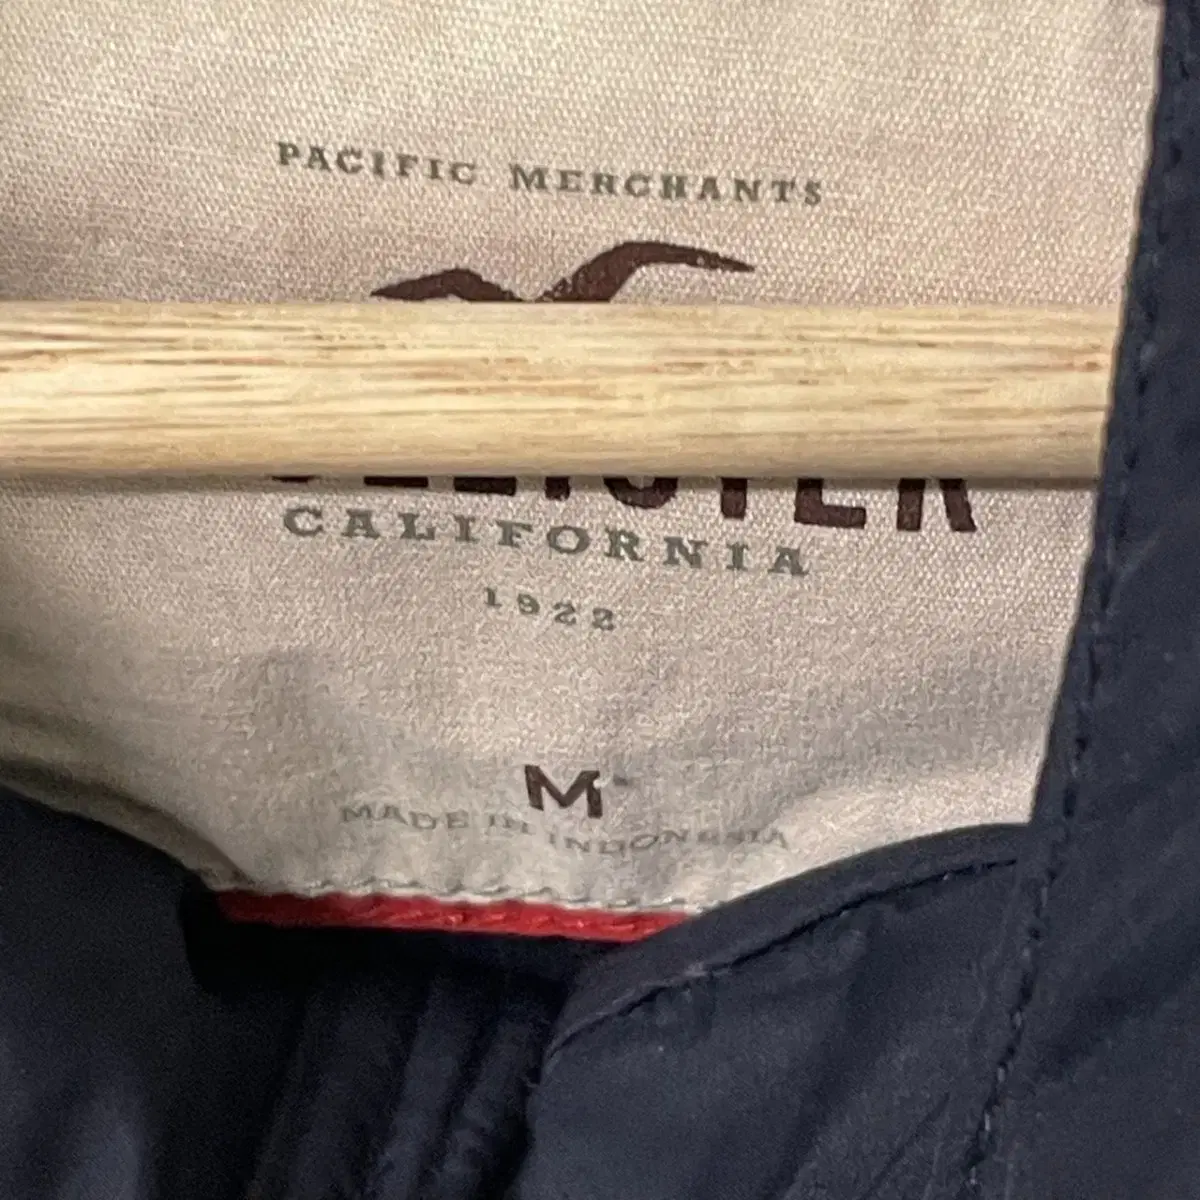 PACIFIC MERCHANTS
CALIFORNIA
1922
M
MADE IN INDONESIA